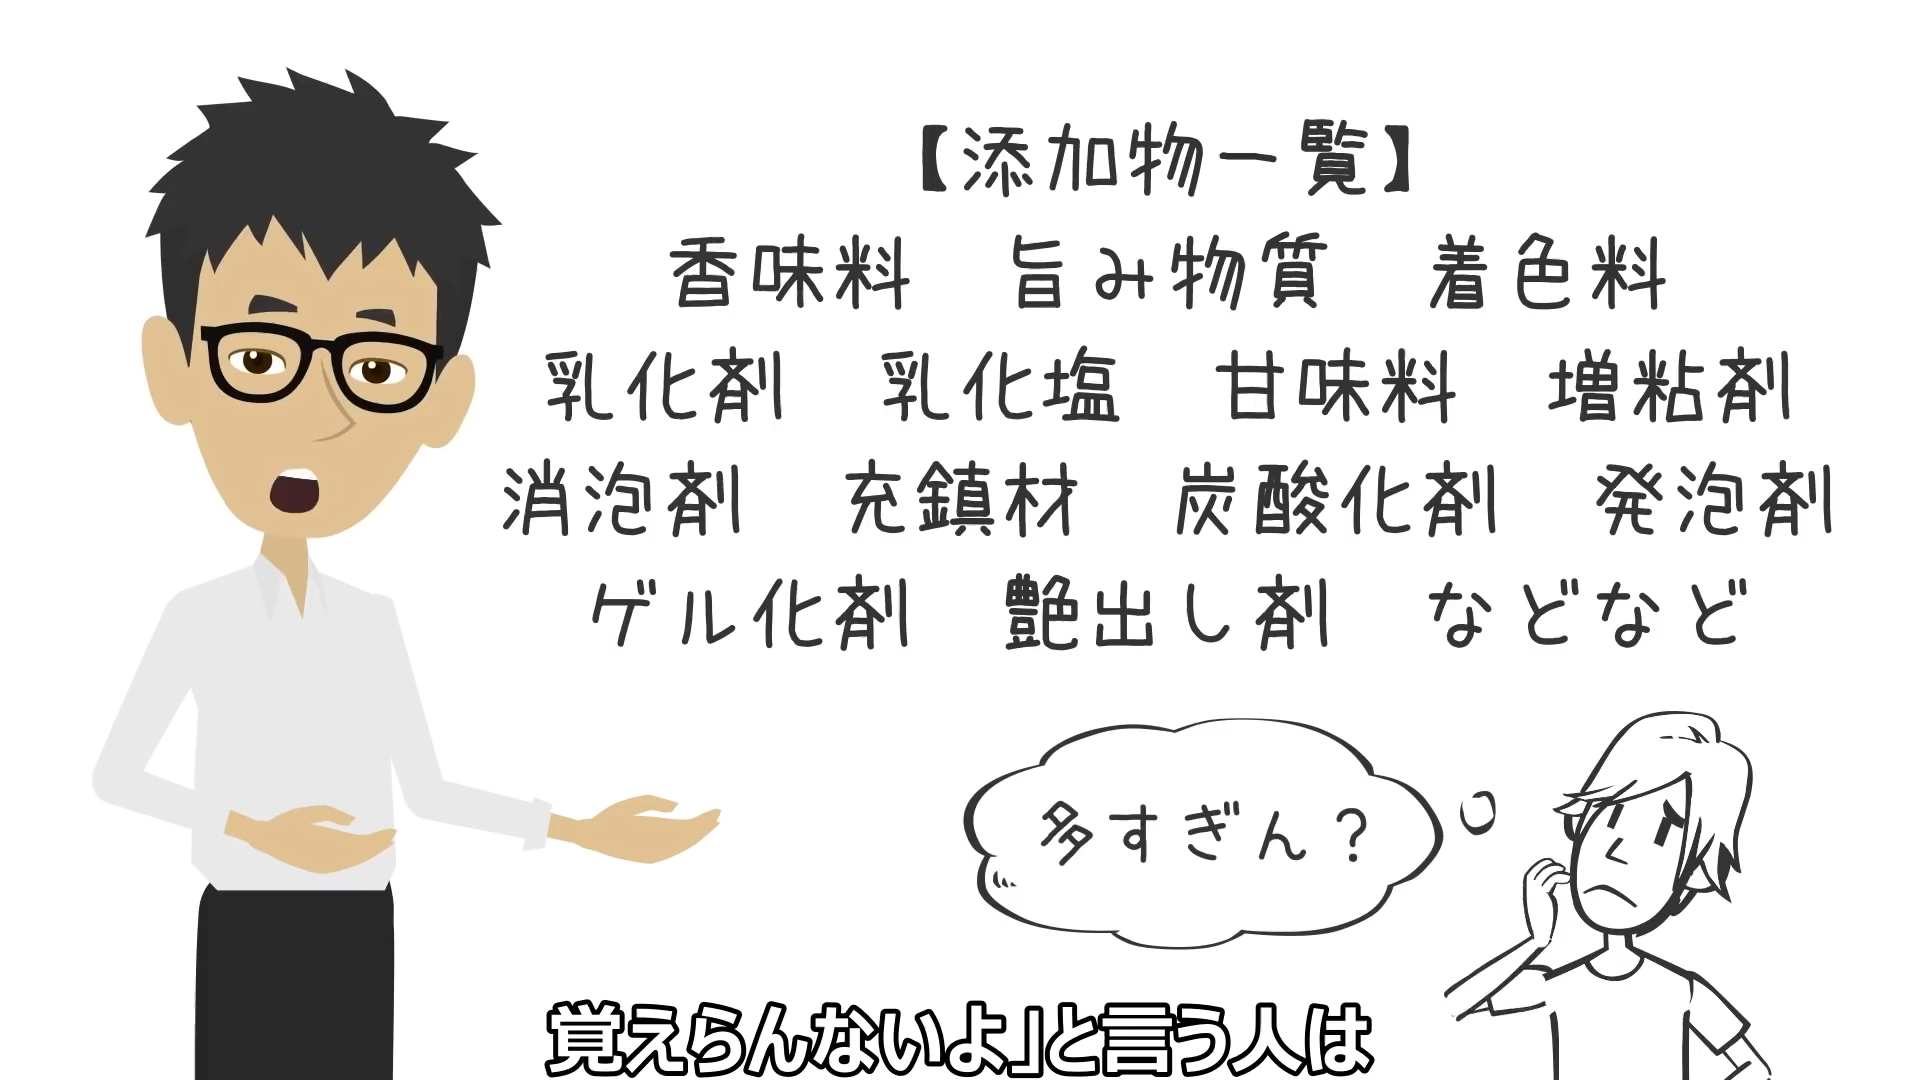 【添加物一覧】
香味料 旨み物質 着色料
乳化剤 乳化塩 甘味料 増粘剤
消泡剤 充鎮材 炭酸化剤 発泡剤
ゲル化剤 艶出し剤 などなど
多すぎん？
覚えらんないよ」と言う人は